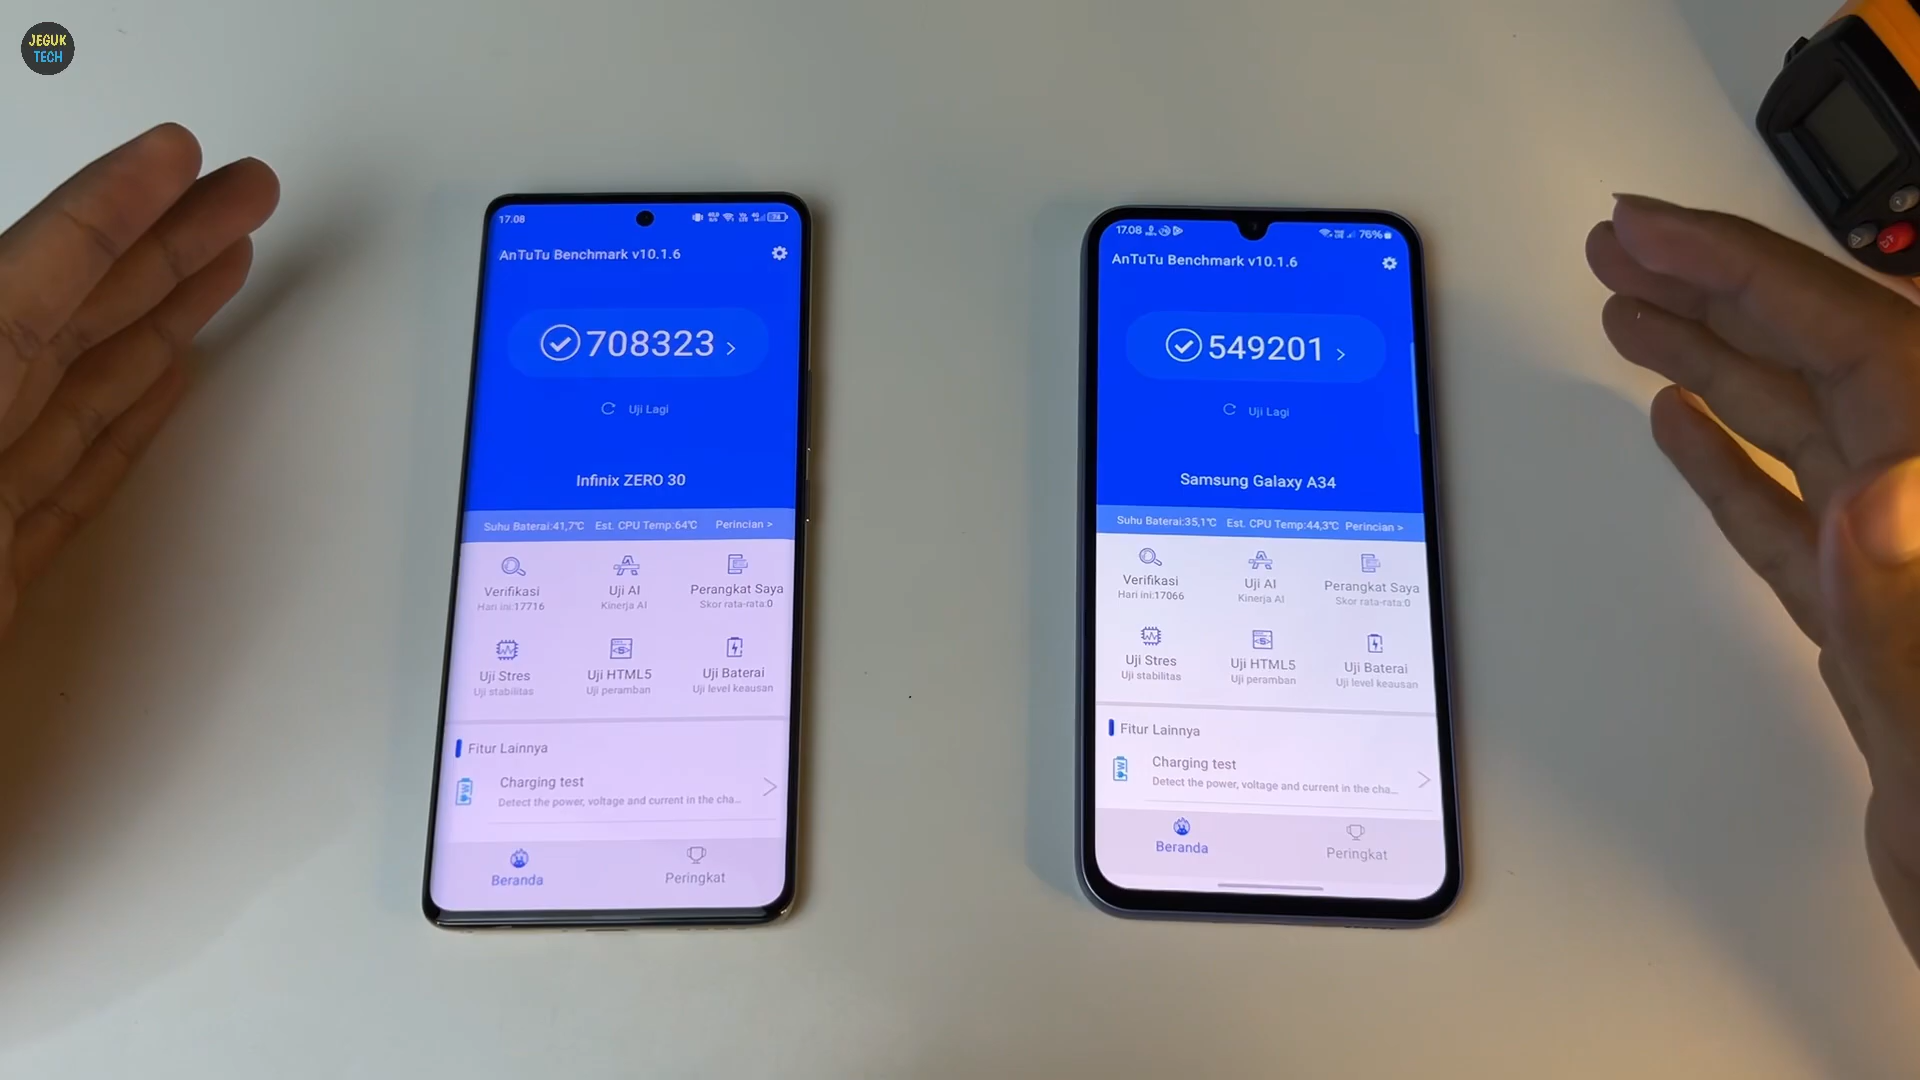 JEGUK
TECH
17.08
AnTuTu Benchmark v10.1.6
708323 >
Uji Lagi
Infinix ZERO 30
Suhu Baterai:41,7℃ Est. CPU Temp:64℃ Perincian >
Verifikasi
Hari ini:17716
Uji AI
Kinerja AI
Perangkat Saya
Skor rata-rata:0
Uji Stres
Uji stabilitas
Uji HTML5
Uji peramban
Uji Baterai
Uji level keausan
Fitur Lainnya
Charging test
Detect the power, voltage and current in the cha...
Beranda
Peringkat
17.08
76%
AnTuTu Benchmark v10.1.6
549201 >
Uji Lagi
Samsung Galaxy A34
Suhu Baterai:35,1℃ Est. CPU Temp:44,3℃ Perincian >
Verifikasi
Hari ini:17066
Uji AI
Kinerja AI
Perangkat Saya
Skor rata-rata:0
Uji Stres
Uji stabilitas
Uji HTML5
Uji peramban
Uji Baterai
Uji level keausan
Fitur Lainnya
Charging test
Detect the power, voltage and current in the cha...
Beranda
Peringkat